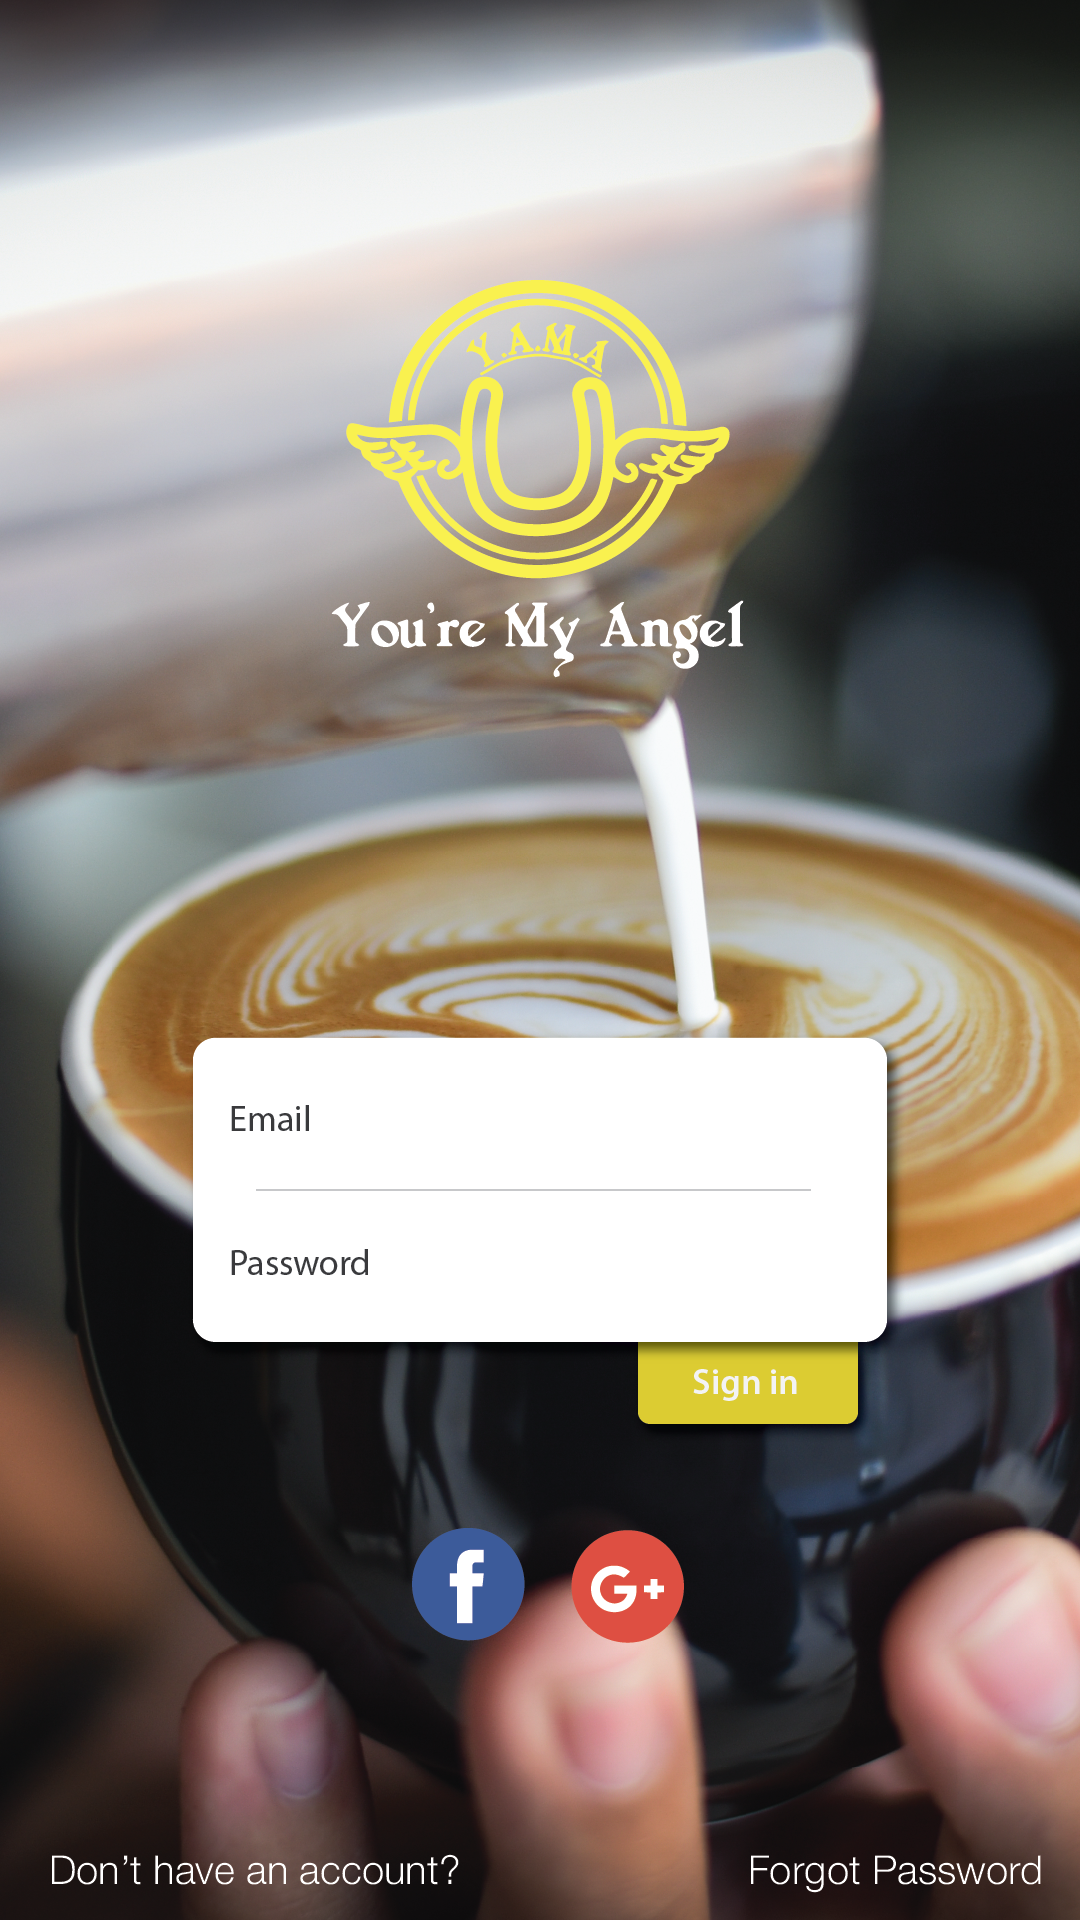 Y.A.M.A
U
You're My Angel
Email
Password
Sign in
f
G+
Don't have an account?
Forgot Password